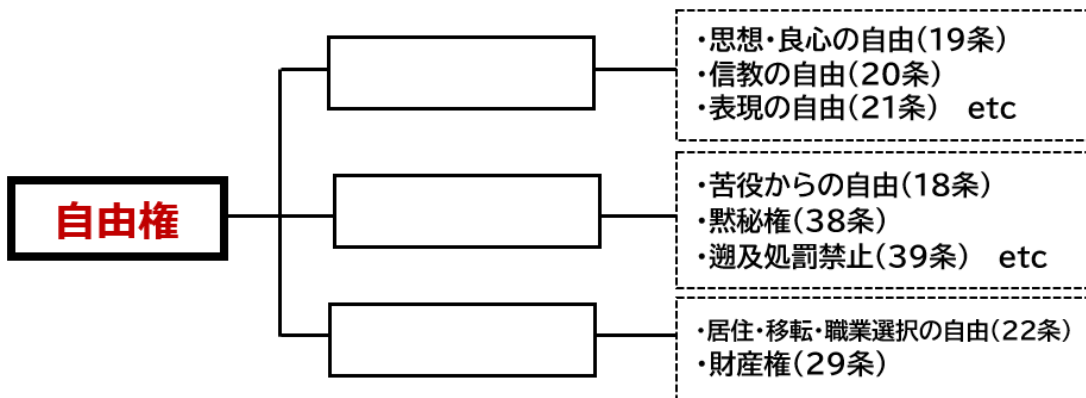 ・思想・良心の自由(19条)
・信教の自由(20条)
・表現の自由(21条) etc
自由権
・苦役からの自由(18条)
・黙秘権(38条)
・遡及処罰禁止(39条) etc
・居住・移転・職業選択の自由(22条)
・財産権(29条)